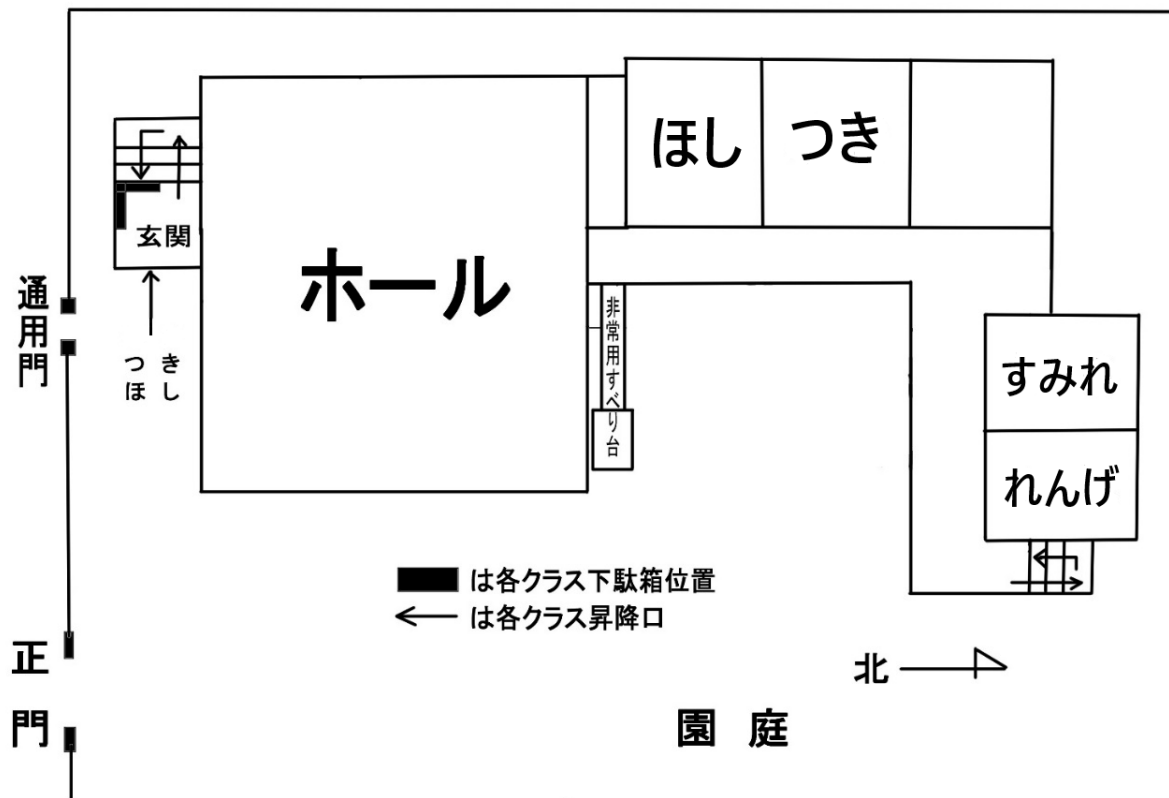 ほし
つき
玄関
ホール
通用門
つき
ほし
非常用すべり台
すみれ
れんげ
は各クラス下駄箱位置
は各クラス昇降口
正門
北
園庭